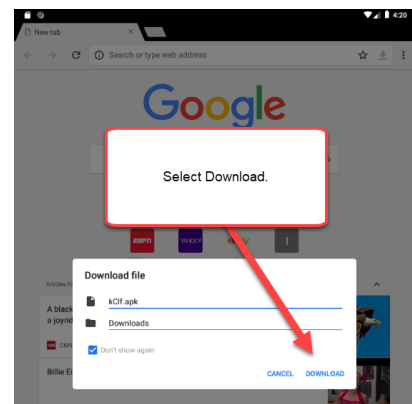 4:20
New tab
Search or type web address
Google
Select Download.
ESPN
YAHOO!
Download file
Articles fo
kClf.apk
A black
a joyrid
Downloads
CNN
Don't show again
Billie Ei
CANCEL DOWNLOAD